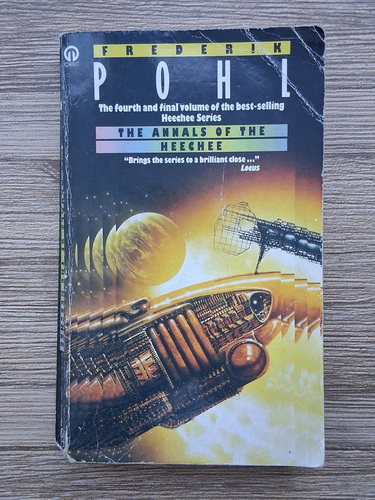 ORBIT
FREDERIK
POHL
The fourth and final volume of the best-selling
Heechee Series
THE ANNALS OF THE
HEECHEE
"Brings the series to a brilliant close ..."
Locus